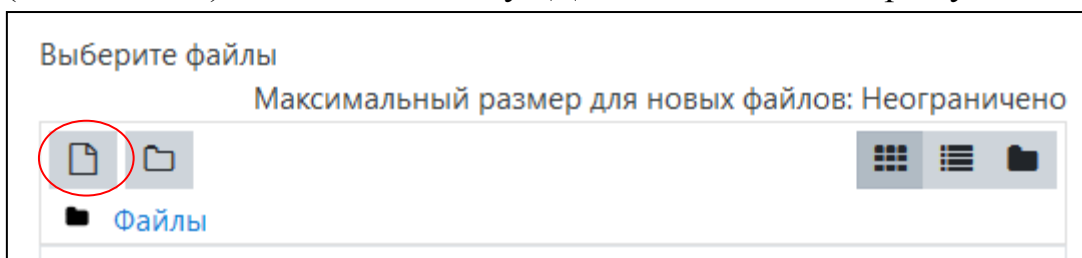 Выберите файлы
Максимальный размер для новых файлов: Неограничено
Файлы